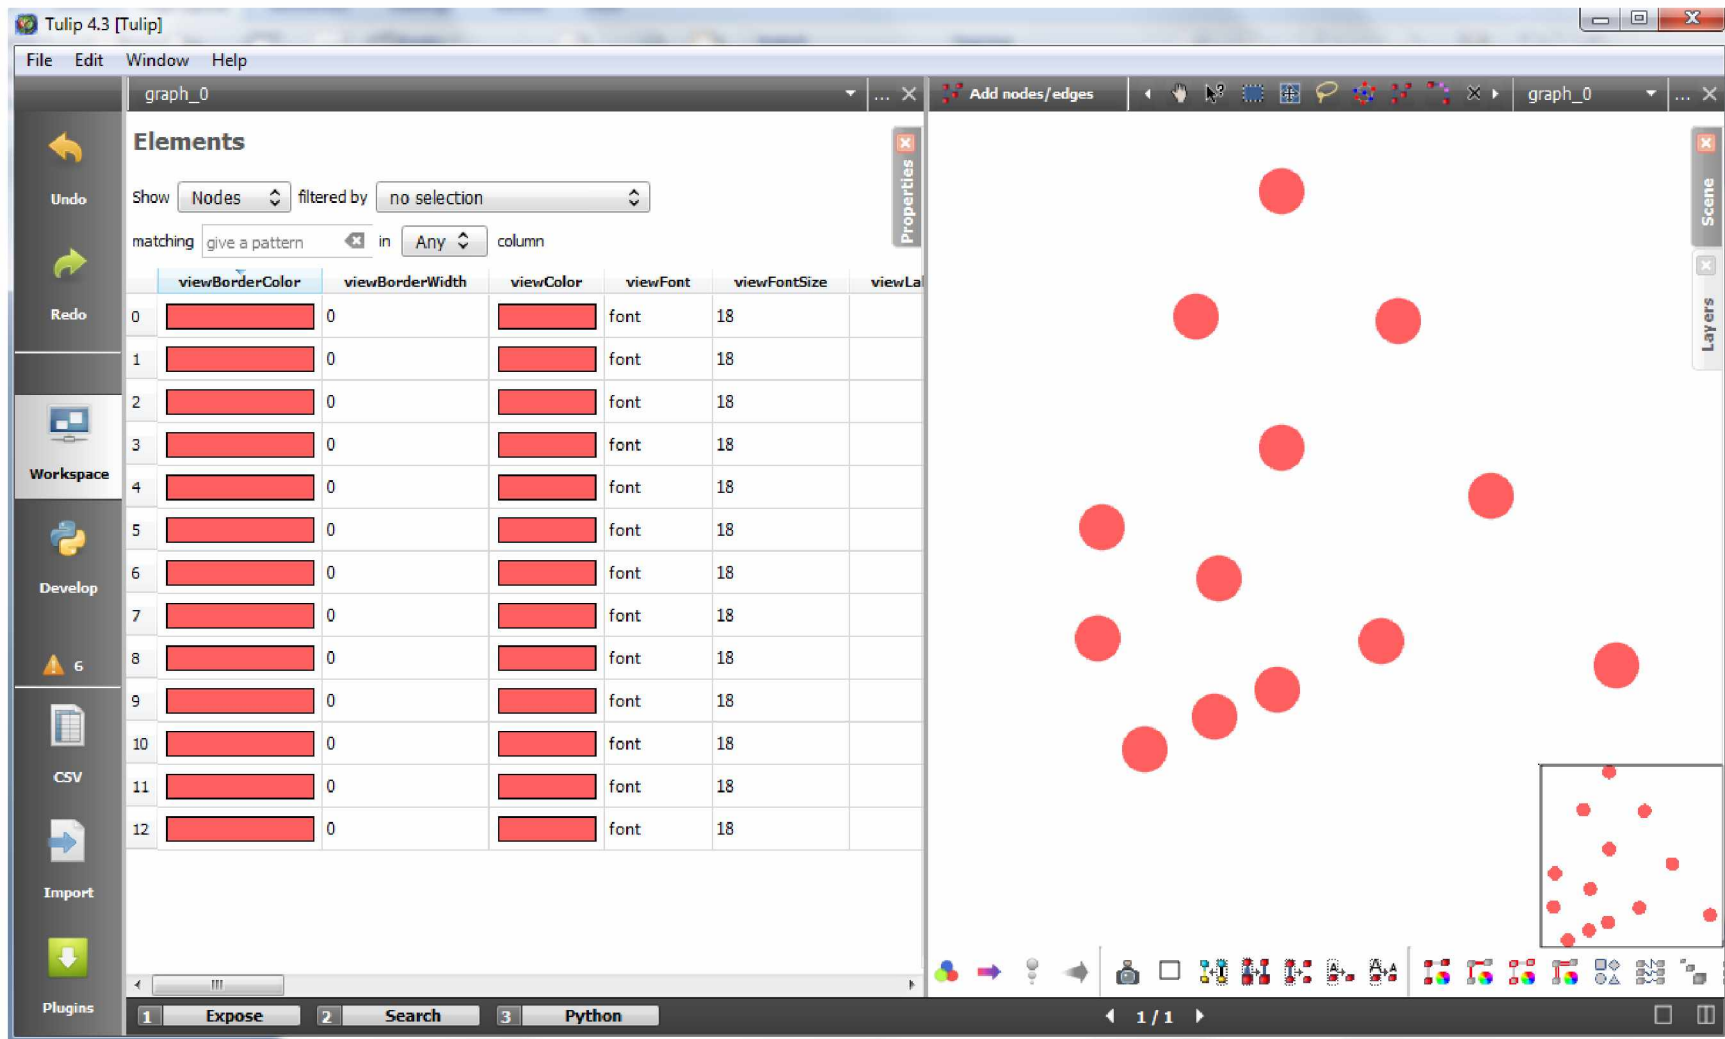 Tulip 4.3 [Tulip]
File Edit Window Help
graph_0 ...
Add nodes/edges graph_0 ...
Elements
Show Nodes filtered by no selection
matching give a pattern in Any column
Properties
Scene
Layers
viewBorderColor viewBorderWidth viewColor viewFont viewFontSize viewLa
0 0 font 18
1 0 font 18
2 0 font 18
3 0 font 18
4 0 font 18
5 0 font 18
6 0 font 18
7 0 font 18
8 0 font 18
9 0 font 18
10 0 font 18
11 0 font 18
12 0 font 18
Undo
Redo
Workspace
Develop
6
CSV
Import
Plugins
1 Expose 2 Search 3 Python
1 / 1